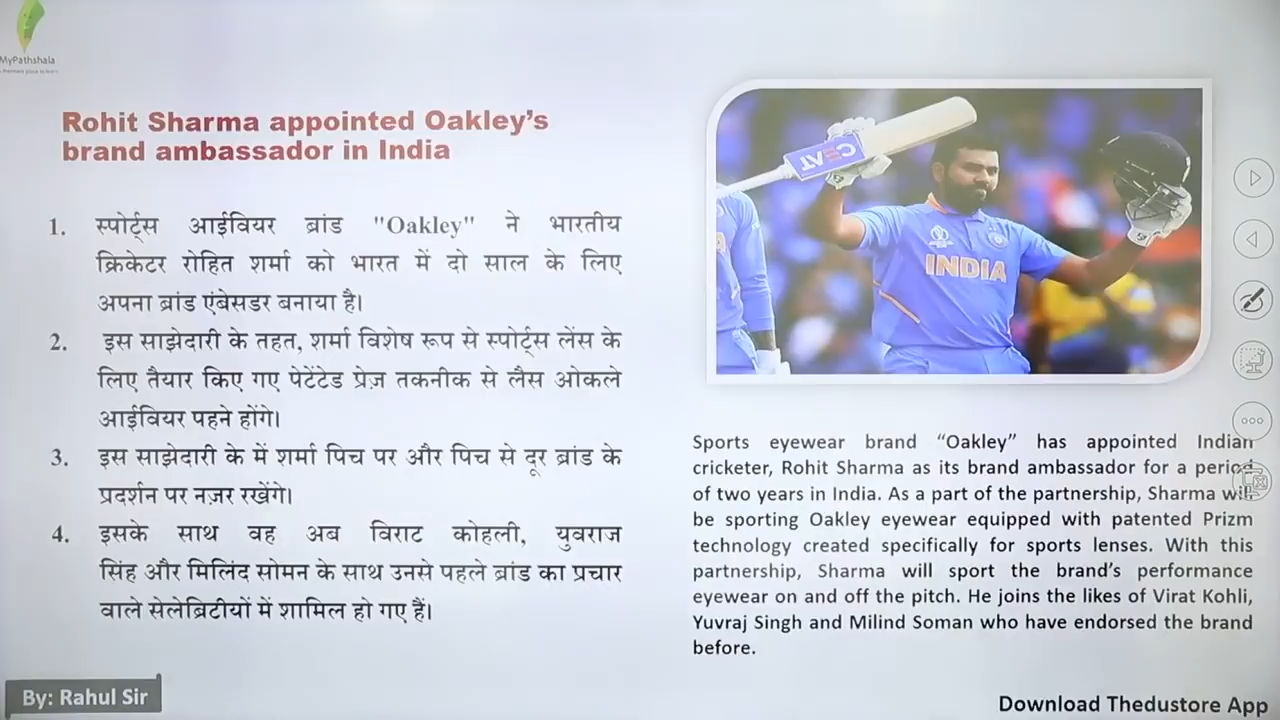 MyPathshala
Rohit Sharma appointed Oakley's
brand ambassador in India
1. स्पोर्ट्स आईवियर ब्रांड "Oakley" ने भारतीय
क्रिकेटर रोहित शर्मा को भारत में दो साल के लिए
अपना ब्रांड एंबेसडर बनाया है।
2. इस साझेदारी के तहत, शर्मा विशेष रूप से स्पोर्ट्स लेंस के
लिए तैयार किए गए पेटेंटेड प्रेज़ तकनीक से लैस ओकले
आईवियर पहने होंगे।
3. इस साझेदारी के में शर्मा पिच पर और पिच से दूर ब्रांड के
प्रदर्शन पर नज़र रखेंगे।
4. इसके साथ वह अब विराट कोहली, युवराज
सिंह और मिलिंद सोमन के साथ उनसे पहले ब्रांड का प्रचार
वाले सेलेब्रिटीयों में शामिल हो गए हैं।
CEAT
INDIA
Sports eyewear brand “Oakley” has appointed Indian
cricketer, Rohit Sharma as its brand ambassador for a period
of two years in India. As a part of the partnership, Sharma will
be sporting Oakley eyewear equipped with patented Prizm
technology created specifically for sports lenses. With this
partnership, Sharma will sport the brand's performance
eyewear on and off the pitch. He joins the likes of Virat Kohli,
Yuvraj Singh and Milind Soman who have endorsed the brand
before.
By: Rahul Sir
Download Thedustore App